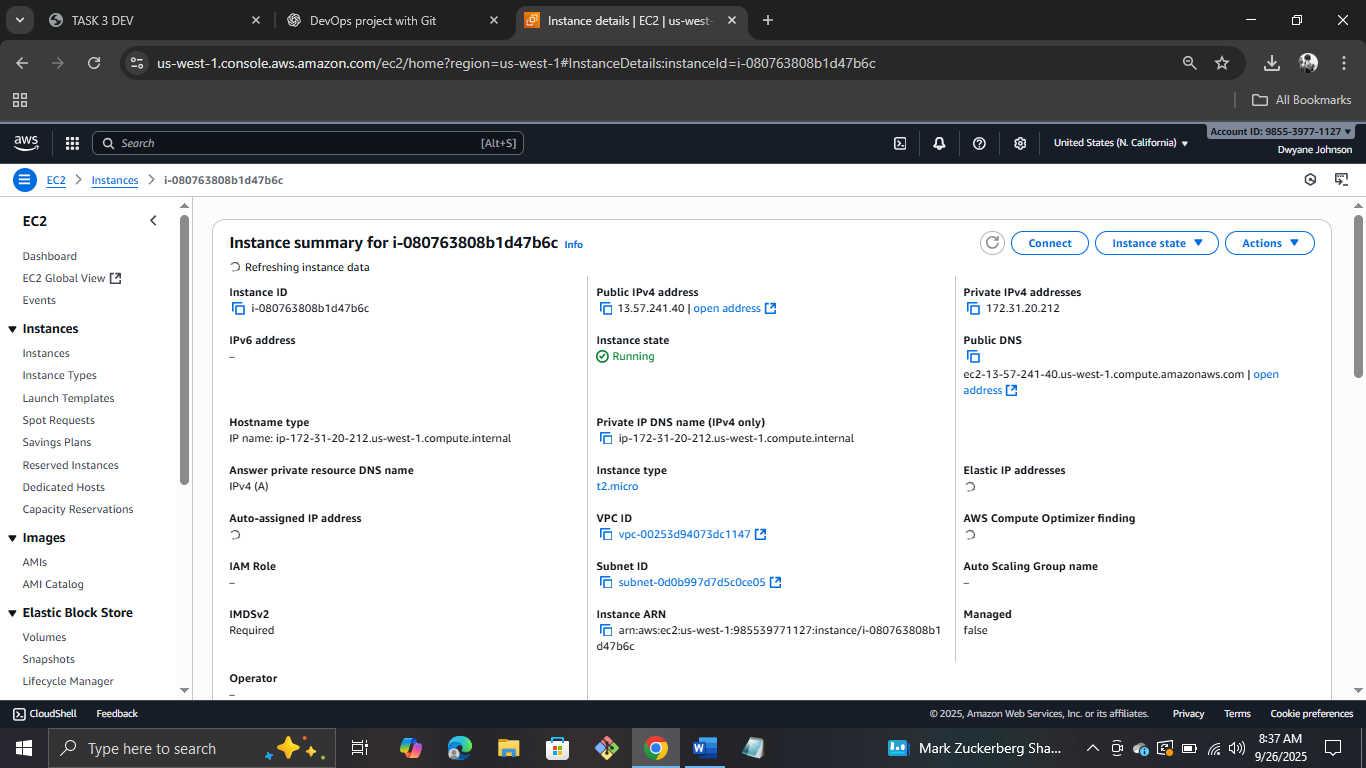 TASK 3 DEV
DevOps project with Git
Instance details | EC2 | us-west-
us-west-1.console.aws.amazon.com/ec2/home?region=us-west-1#InstanceDetails:instanceId=i-080763808b1d47b6c
All Bookmarks
aws
Search
[Alt+S]
United States (N. California)
Account ID: 9855-3977-1127
Dwyane Johnson
EC2
Instances
i-080763808b1d47b6c
EC2
Dashboard
EC2 Global View
Events
Instances
Instances
Instance Types
Launch Templates
Spot Requests
Savings Plans
Reserved Instances
Dedicated Hosts
Capacity Reservations
Images
AMIs
AMI Catalog
Elastic Block Store
Volumes
Snapshots
Lifecycle Manager
Instance summary for i-080763808b1d47b6c Info
Refreshing instance data
Connect
Instance state
Actions
Instance ID
i-080763808b1d47b6c
Public IPv4 address
13.57.241.40 | open address
Private IPv4 addresses
172.31.20.212
IPv6 address
–
Instance state
Running
Public DNS
ec2-13-57-241-40.us-west-1.compute.amazonaws.com | open
address
Hostname type
IP name: ip-172-31-20-212.us-west-1.compute.internal
Private IP DNS name (IPv4 only)
ip-172-31-20-212.us-west-1.compute.internal
Answer private resource DNS name
IPv4 (A)
Instance type
t2.micro
Elastic IP addresses
Auto-assigned IP address
VPC ID
vpc-00253d94073dc1147
AWS Compute Optimizer finding
IAM Role
–
Subnet ID
subnet-0d0b997d7d5c0ce05
Auto Scaling Group name
–
IMDSv2
Required
Instance ARN
arn:aws:ec2:us-west-1:985539771127:instance/i-080763808b1
d47b6c
Managed
false
Operator
–
CloudShell
Feedback
© 2025, Amazon Web Services, Inc. or its affiliates.
Privacy
Terms
Cookie preferences
Type here to search
Mark Zuckerberg Sha...
8:37 AM
9/26/2025